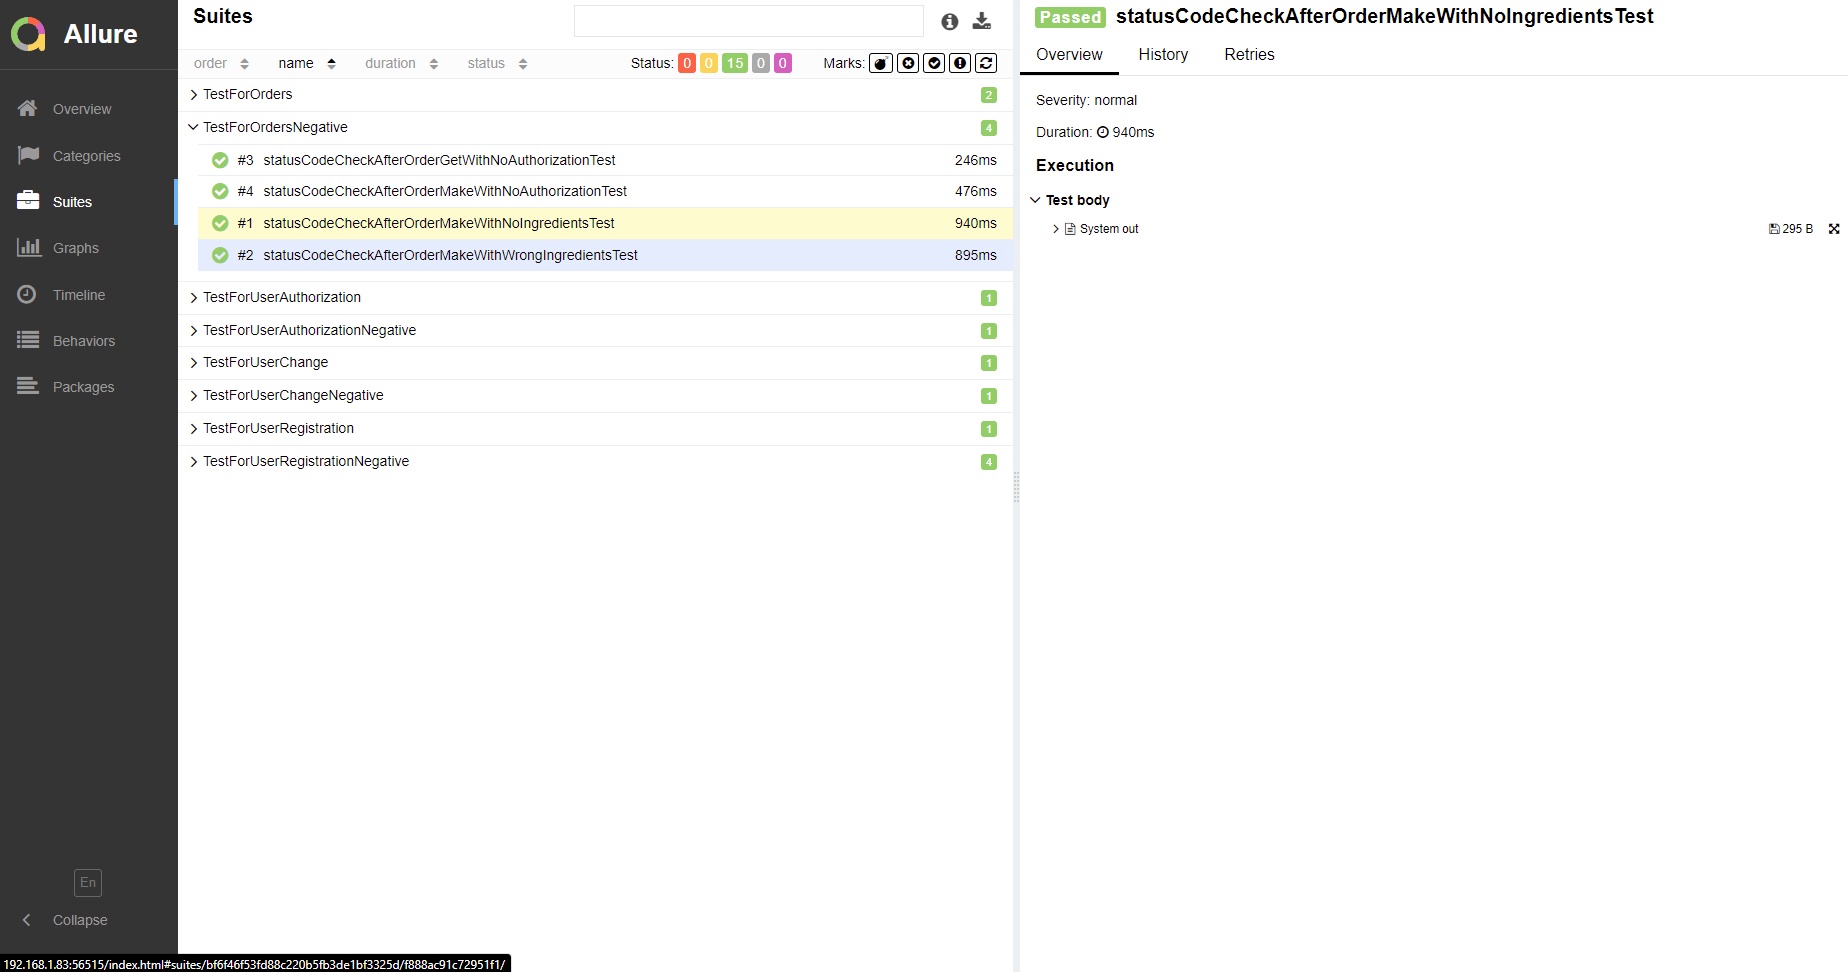 Allure
Overview
Categories
Suites
Graphs
Timeline
Behaviors
Packages
En
Collapse
Suites
order name duration status Status: 0 0 15 0 0 Marks:
TestForOrders 2
TestForOrdersNegative 4
#3 statusCodeCheckAfterOrderGetWithNoAuthorizationTest 246ms
#4 statusCodeCheckAfterOrderMakeWithNoAuthorizationTest 476ms
#1 statusCodeCheckAfterOrderMakeWithNoIngredientsTest 940ms
#2 statusCodeCheckAfterOrderMakeWithWrongIngredientsTest 895ms
TestForUserAuthorization 1
TestForUserAuthorizationNegative 1
TestForUserChange 1
TestForUserChangeNegative 1
TestForUserRegistration 1
TestForUserRegistrationNegative 4
Passed statusCodeCheckAfterOrderMakeWithNoIngredientsTest
Overview History Retries
Severity: normal
Duration: 940ms
Execution
Test body
System out 295 B
192.168.1.83:56515/index.html#suites/bf6f46f53fd88c220b5fb3de1bf3325d/f888ac91c72951f1/